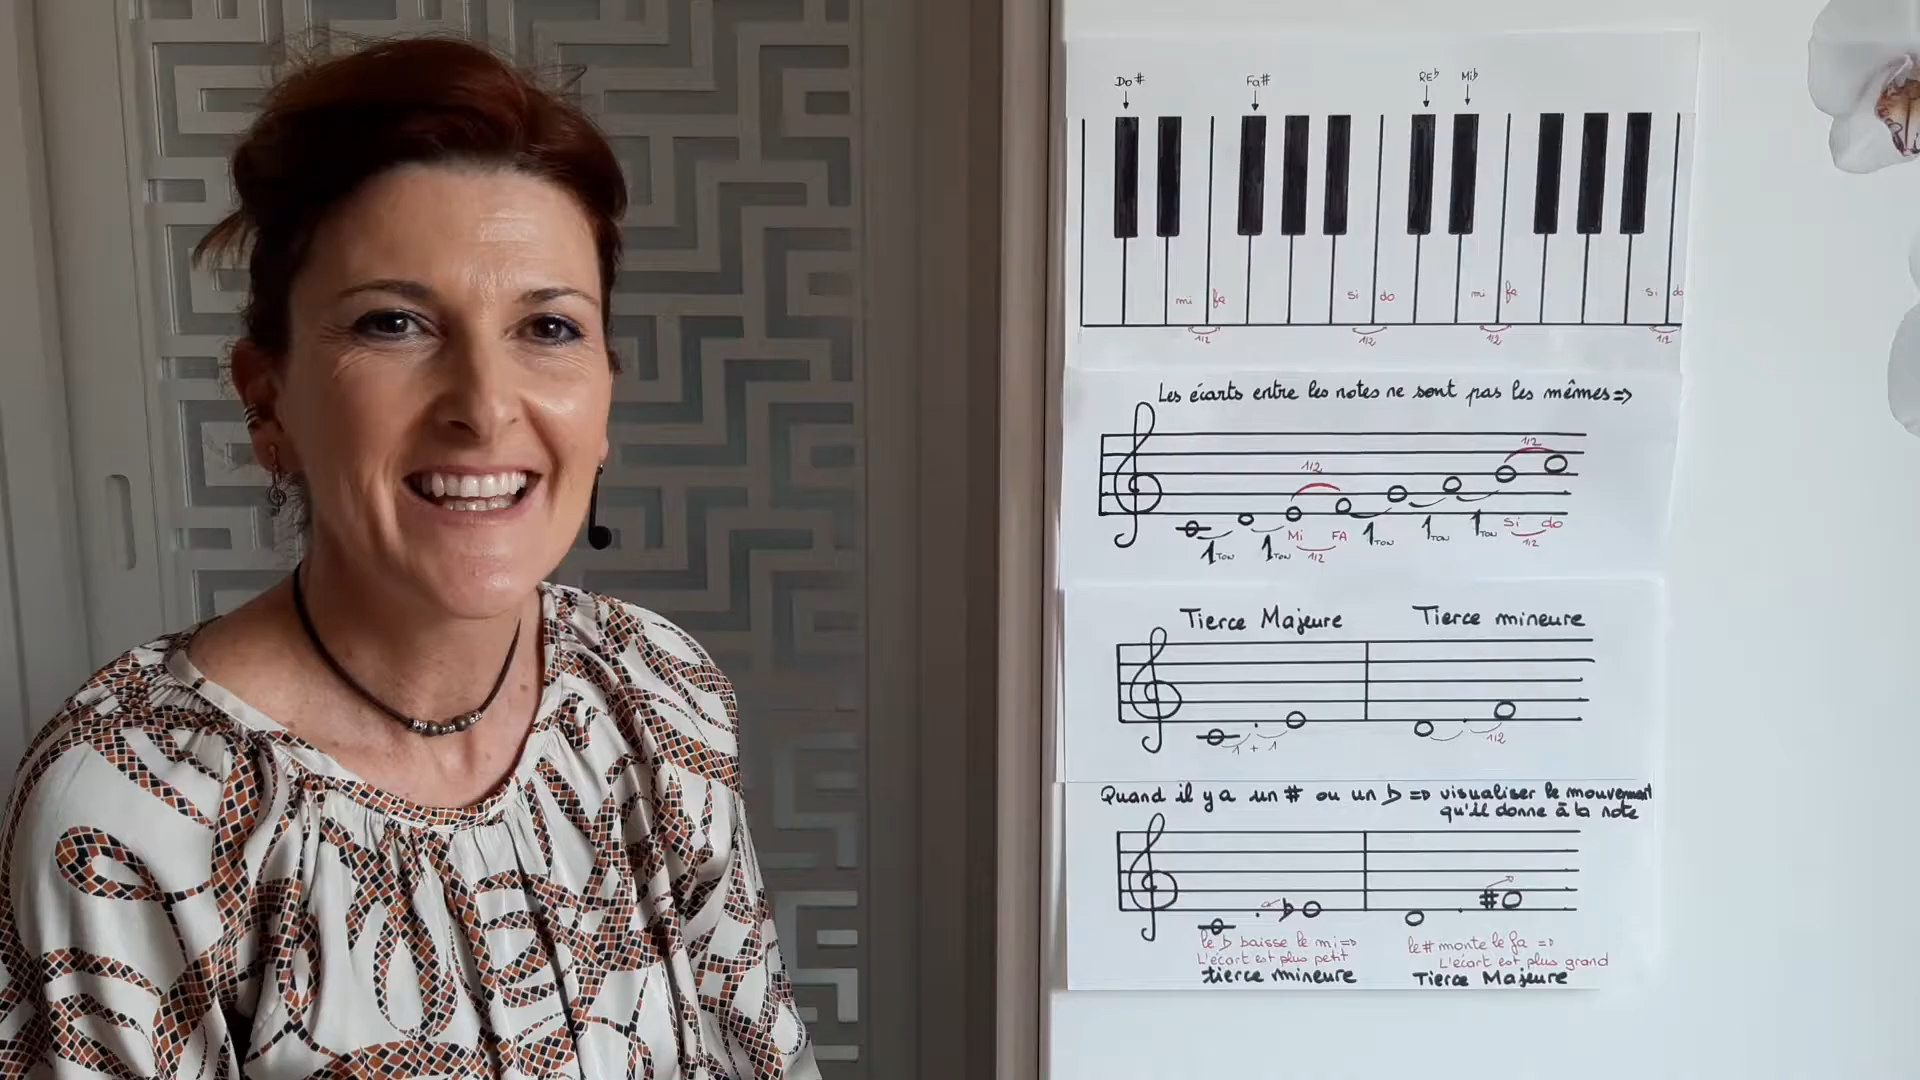 Do# Fa# REb Mib
mi fa si do mi fa si do
1/2 1/2 1/2 1/2
Les écarts entre les notes ne sont pas les mêmes =>
1/2 1/2
1 TON 1 TON Mi FA 1 TON 1 TON 1 TON si do
1/2 1/2
Tierce Majeure Tierce mineure
1 + 1 1/2
Quand il y a un # ou un b => visualiser le mouvement
qu'il donne à la note
le b baisse le mi =>
L'écart est plus petit
tierce mineure
le # monte le fa =>
L'écart est plus grand
Tierce Majeure